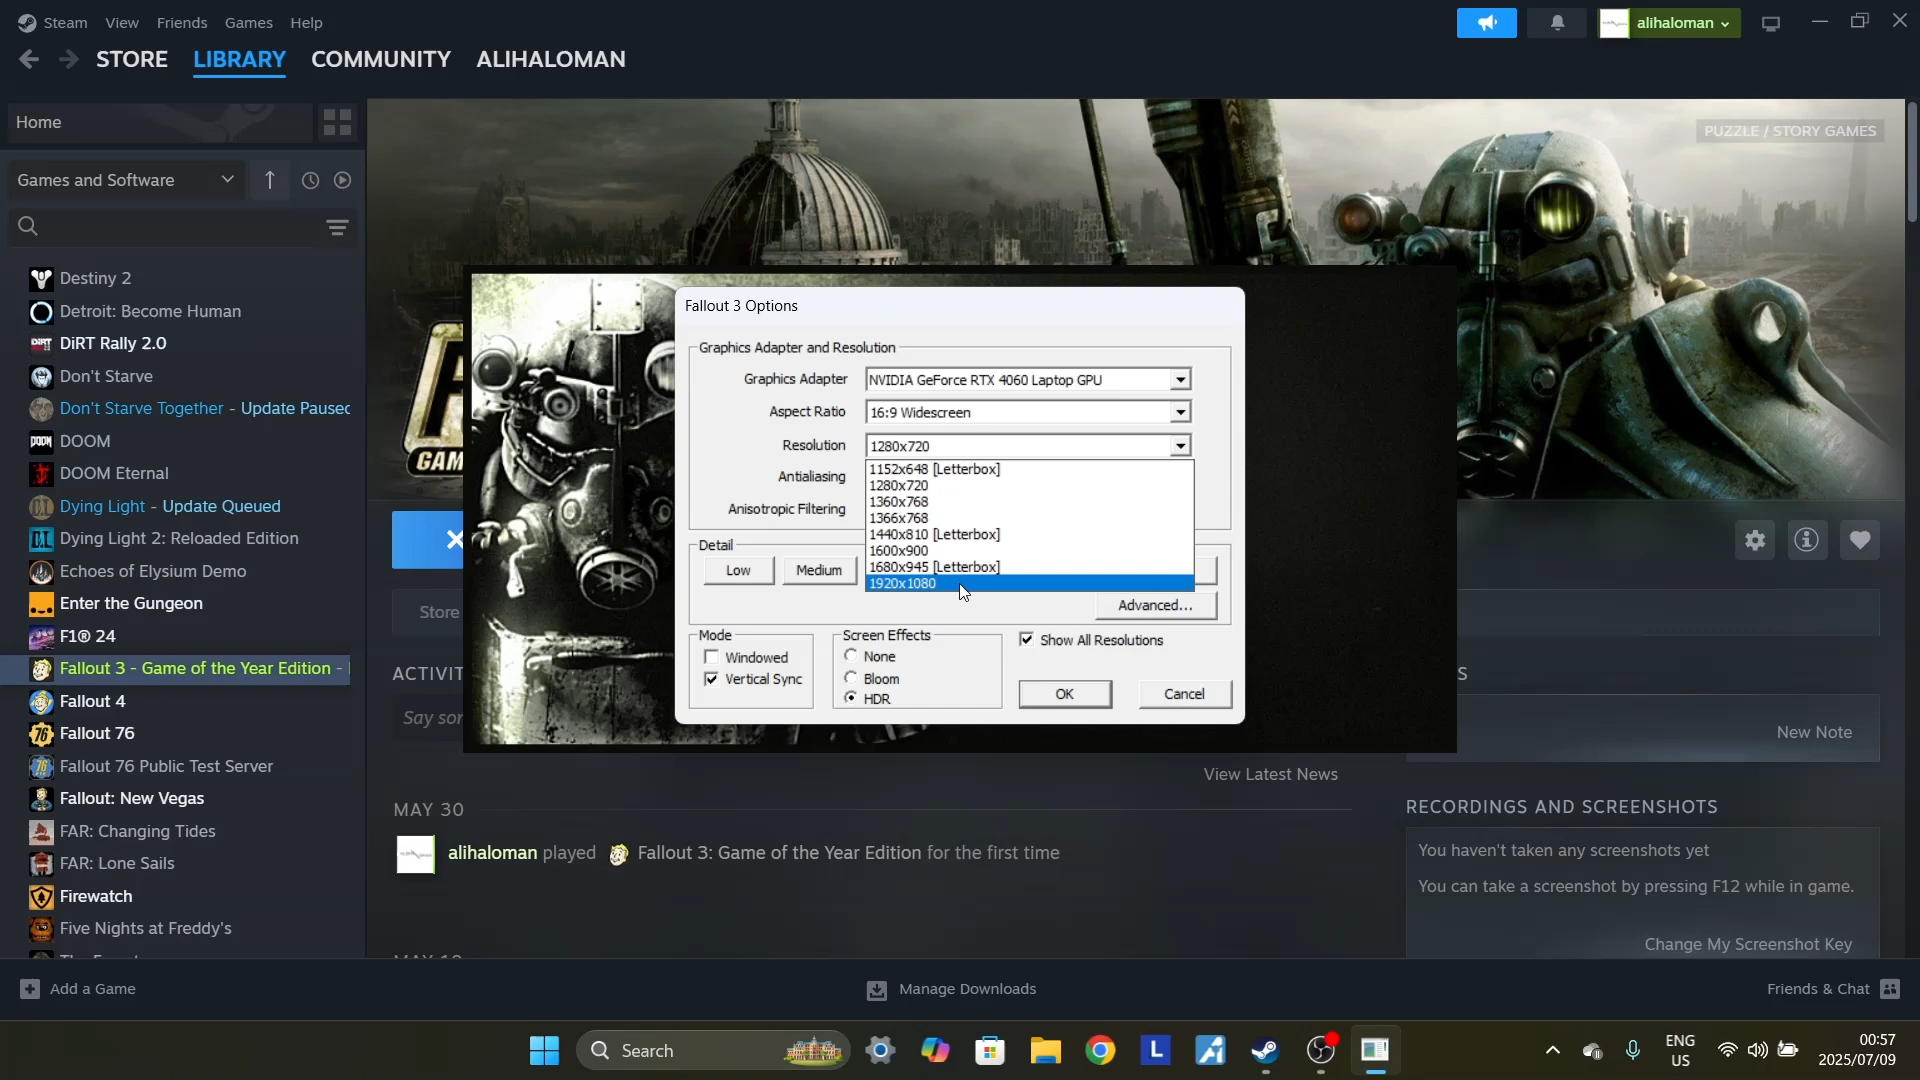 Steam View Friends Games Help
alihaloman
STORE LIBRARY COMMUNITY ALIHALOMAN
Home
PUZZLE / STORY GAMES
Games and Software
Destiny 2
Detroit: Become Human
DiRT Rally 2.0
Don't Starve
Don't Starve Together - Update Paused
DOOM
DOOM Eternal
Dying Light - Update Queued
Dying Light 2: Reloaded Edition
Echoes of Elysium Demo
Enter the Gungeon
F1® 24
Fallout 3 - Game of the Year Edition -
Fallout 4
Fallout 76
Fallout 76 Public Test Server
Fallout: New Vegas
FAR: Changing Tides
FAR: Lone Sails
Firewatch
Five Nights at Freddy's
GAM
Fallout 3 Options
Graphics Adapter and Resolution
Graphics Adapter NVIDIA GeForce RTX 4060 Laptop GPU
Aspect Ratio 16:9 Widescreen
Resolution 1280x720
Antialiasing
Anisotropic Filtering
1152x648 [Letterbox]
1280x720
1360x768
1366x768
1440x810 [Letterbox]
1600x900
1680x945 [Letterbox]
1920x1080
Detail
Low Medium
Advanced...
Mode
Windowed
Vertical Sync
Screen Effects
None
Bloom
HDR
Show All Resolutions
OK Cancel
Store
ACTIVIT
Say sor
View Latest News
MAY 30
alihaloman played Fallout 3: Game of the Year Edition for the first time
S
New Note
RECORDINGS AND SCREENSHOTS
You haven't taken any screenshots yet
You can take a screenshot by pressing F12 while in game.
Change My Screenshot Key
Add a Game
Manage Downloads
Friends & Chat
Search
L
ENG
US
00:57
2025/07/09